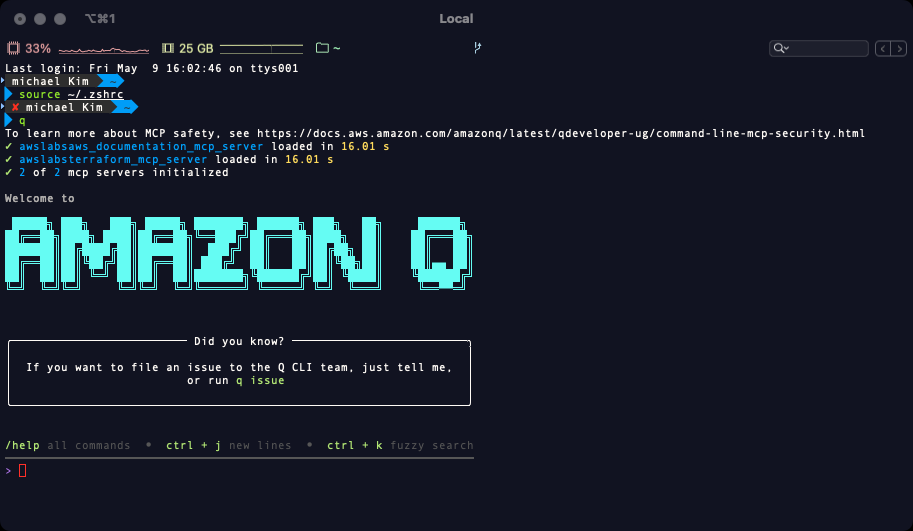 ⌥⌘1
Local
33% 25 GB ~
Last login: Fri May  9 16:02:46 on ttys001
michael Kim ~
source ~/.zshrc
✘ michael Kim ~
q
To learn more about MCP safety, see https://docs.aws.amazon.com/amazonq/latest/qdeveloper-ug/command-line-mcp-security.html
✓ awslabsaws_documentation_mcp_server loaded in 16.01 s
✓ awslabsterraform_mcp_server loaded in 16.01 s
✓ 2 of 2 mcp servers initialized
Welcome to
AMAZON Q
Did you know?
If you want to file an issue to the Q CLI team, just tell me,
or run q issue
/help all commands  •  ctrl + j new lines  •  ctrl + k fuzzy search
>